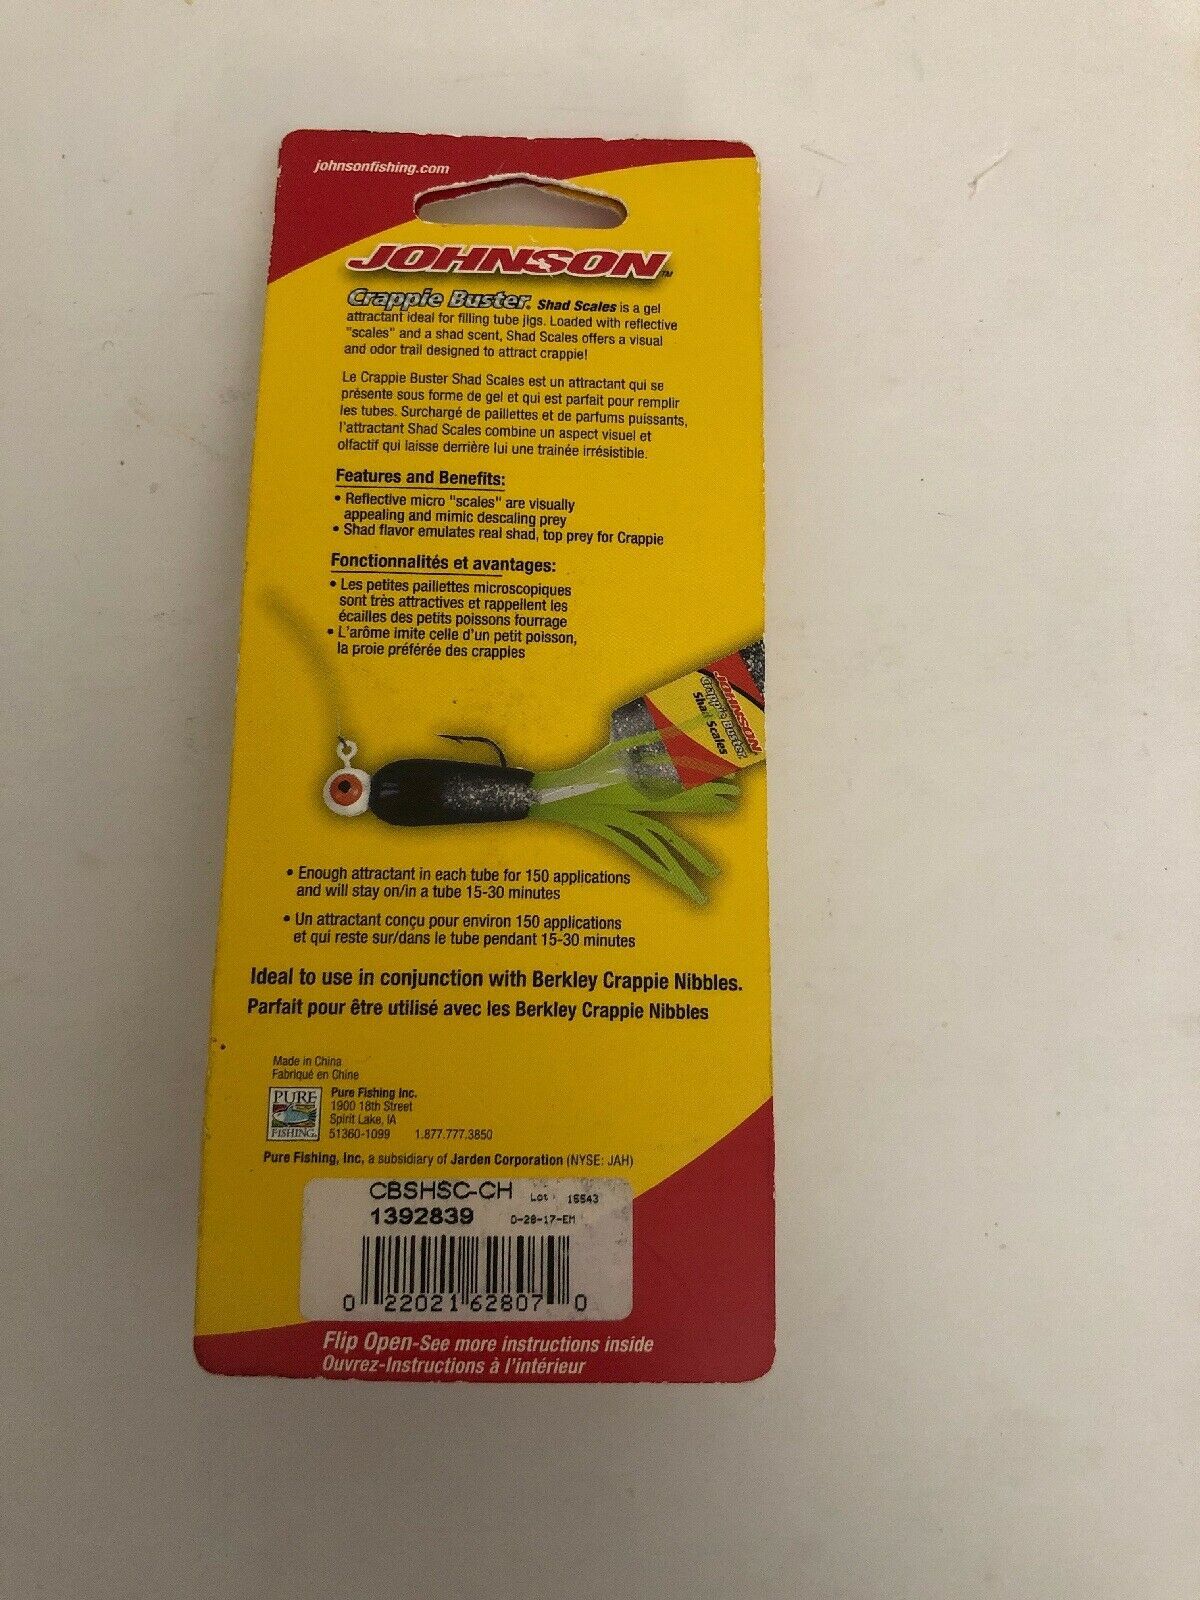 johnsonfishing.com
JOHNSON™
Crappie Buster® Shad Scales is a gel
attractant ideal for filling tube jigs. Loaded with reflective
"scales" and a shad scent, Shad Scales offers a visual
and odor trail designed to attract crappie!
Le Crappie Buster Shad Scales est un attractant qui se
présente sous forme de gel et qui est parfait pour remplir
les tubes. Surchargé de paillettes et de parfums puissants,
l'attractant Shad Scales combine un aspect visuel et
olfactif qui laisse derrière lui une trainée irrésistible.
Features and Benefits:
• Reflective micro "scales" are visually
appealing and mimic descaling prey
• Shad flavor emulates real shad, top prey for Crappie
Fonctionnalités et avantages:
• Les petites paillettes microscopiques
sont très attractives et rappellent les
écailles des petits poissons fourrage
• L'arôme imite celle d'un petit poisson,
la proie préférée des crappies
JOHNSON
Crappie Buster
Shad Scales
• Enough attractant in each tube for 150 applications
and will stay on/in a tube 15-30 minutes
• Un attractant conçu pour environ 150 applications
et qui reste sur/dans le tube pendant 15-30 minutes
Ideal to use in conjunction with Berkley Crappie Nibbles.
Parfait pour être utilisé avec les Berkley Crappie Nibbles
Made in China
Fabriqué en Chine
PURE
FISHING
Pure Fishing Inc.
1900 18th Street
Spirit Lake, IA
51360-1099 1.877.777.3850
Pure Fishing, Inc, a subsidiary of Jarden Corporation (NYSE: JAH)
CBSHSC-CH Lot
1392839 0-28-17-EM
0 22021 62807 0
Flip Open-See more instructions inside
Ouvrez-Instructions à l'intérieur